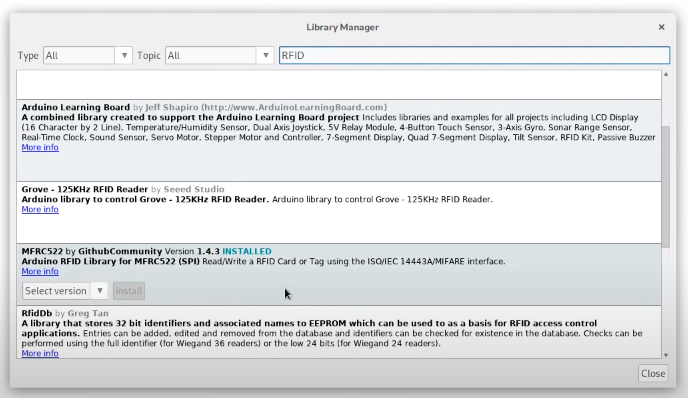 Library Manager
Type All Topic All RFID
Arduino Learning Board by Jeff Shapiro (http://www.ArduinoLearningBoard.com)
A combined library created to support the Arduino Learning Board project Includes libraries and examples for all projects including LCD Display
(16 Character by 2 Line), Temperature/Humidity Sensor, Dual Axis Joystick, 5V Relay Module, 4-Button Touch Sensor, 3-Axis Gyro, Sonar Range Sensor,
Real-Time Clock, Sound Sensor, Servo Motor, Stepper Motor and Controller, 7-Segment Display, Quad 7-Segment Display, Tilt Sensor, RFID Kit, Passive Buzzer
More info
Grove - 125KHz RFID Reader by Seeed Studio
Arduino library to control Grove - 125KHz RFID Reader. Arduino library to control Grove - 125KHz RFID Reader.
More info
MFRC522 by GithubCommunity Version 1.4.3 INSTALLED
Arduino RFID Library for MFRC522 (SPI) Read/Write a RFID Card or Tag using the ISO/IEC 14443A/MIFARE interface.
More info
Select version Install
RfidDb by Greg Tan
A library that stores 32 bit identifiers and associated names to EEPROM which can be used to as a basis for RFID access control
applications. Entries can be added, edited and removed from the database and identifiers can be checked for existence in the database. Checks can be
performed using the full identifier (for Wiegand 36 readers) or the low 24 bits (for Wiegand 24 readers).
More info
Close